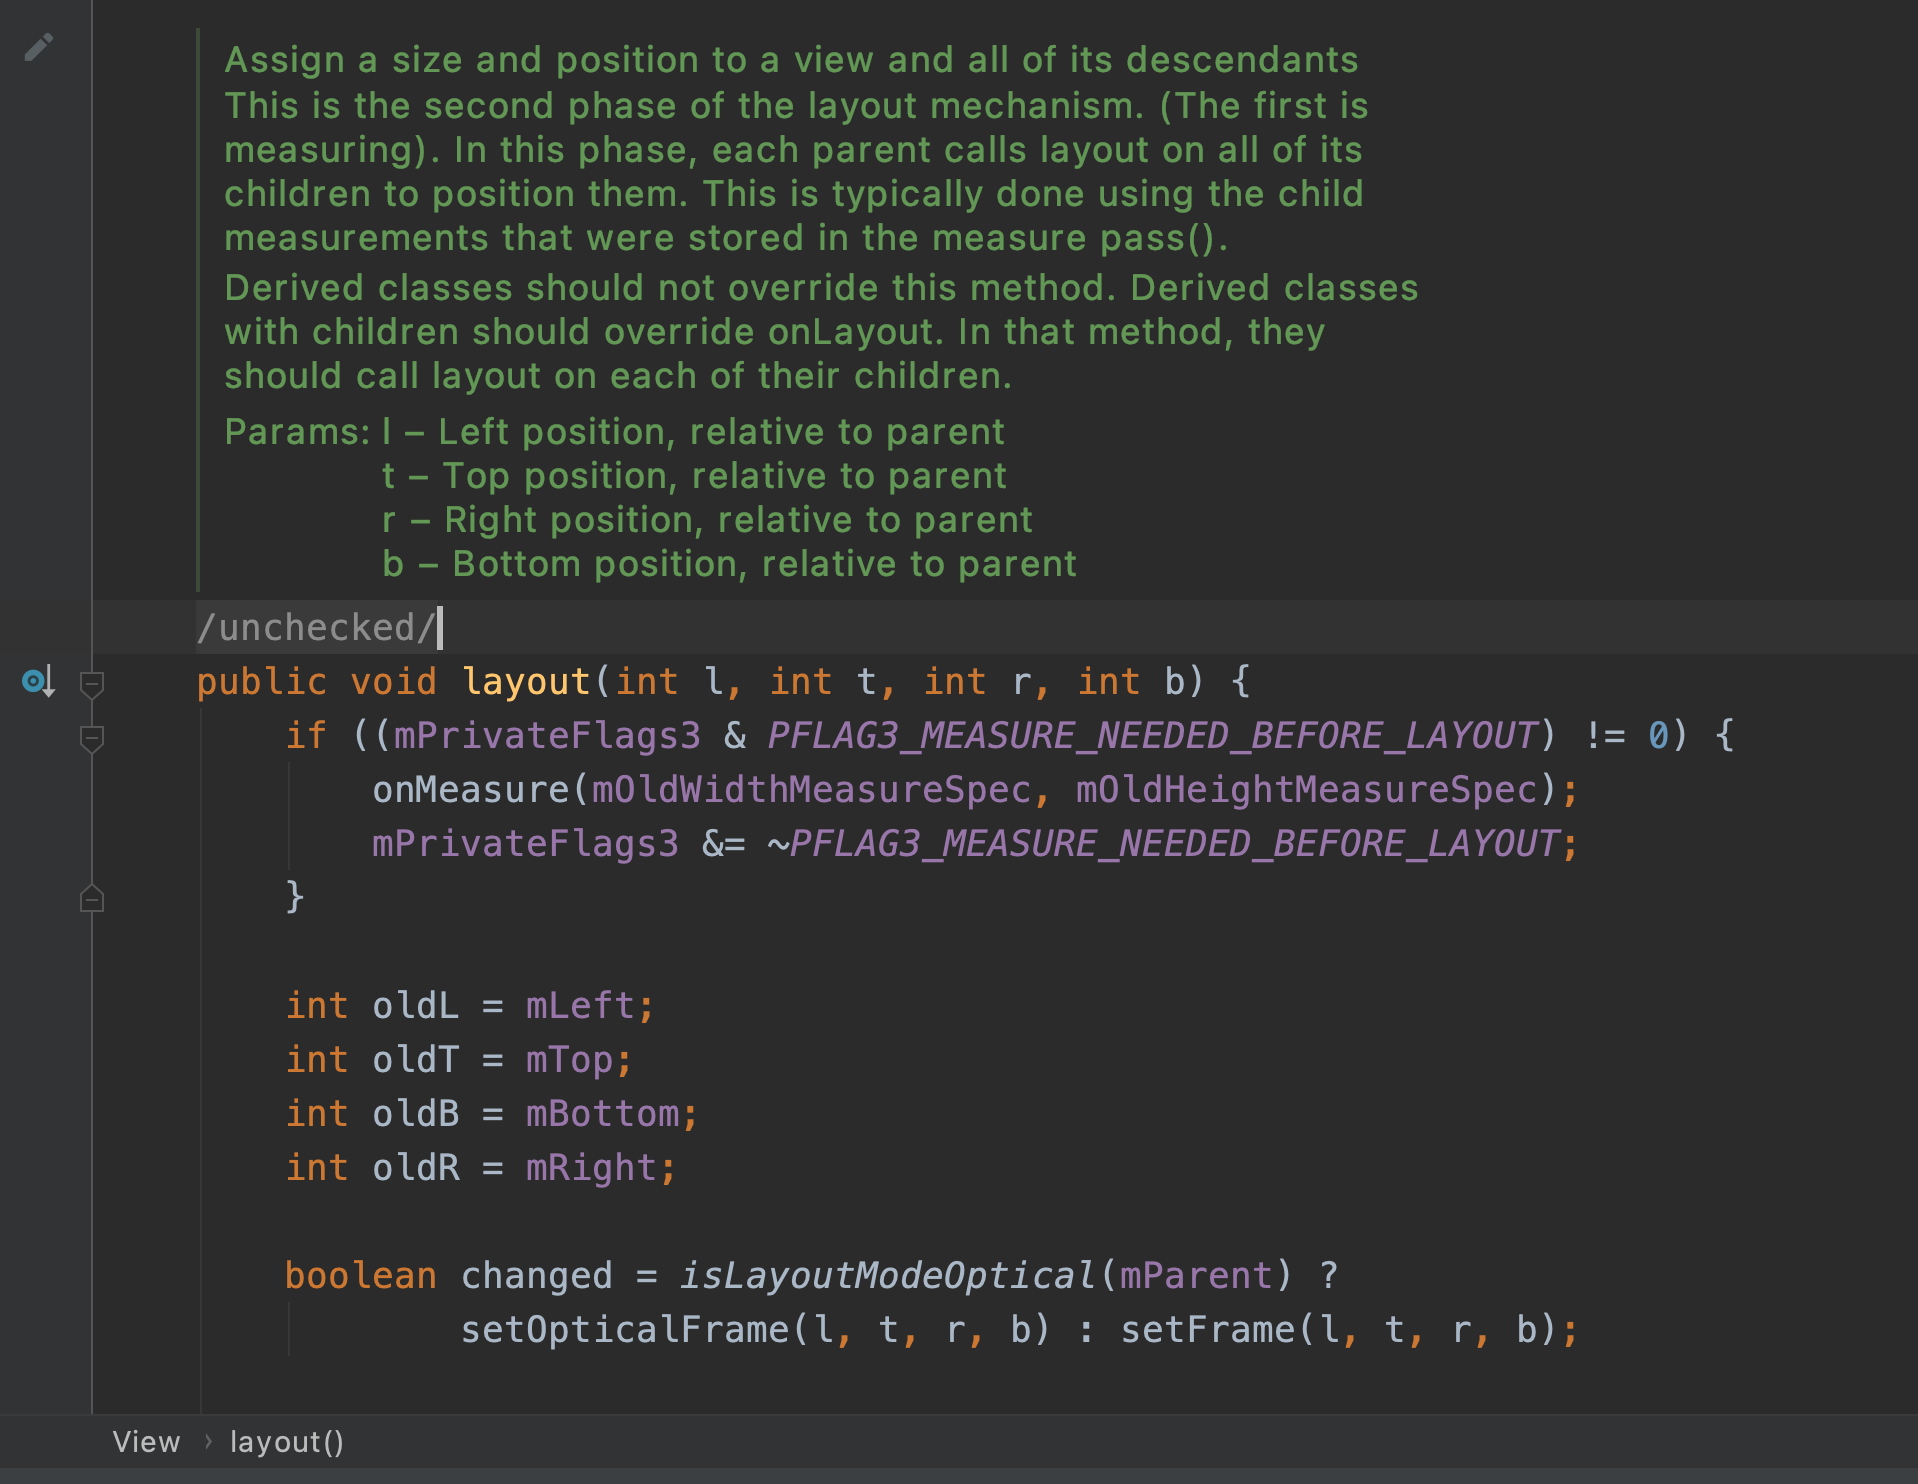 Assign a size and position to a view and all of its descendants
This is the second phase of the layout mechanism. (The first is
measuring). In this phase, each parent calls layout on all of its
children to position them. This is typically done using the child
measurements that were stored in the measure pass().
Derived classes should not override this method. Derived classes
with children should override onLayout. In that method, they
should call layout on each of their children.
Params: l – Left position, relative to parent
t – Top position, relative to parent
r – Right position, relative to parent
b – Bottom position, relative to parent
/unchecked/
public void layout(int l, int t, int r, int b) {
if ((mPrivateFlags3 & PFLAG3_MEASURE_NEEDED_BEFORE_LAYOUT) != 0) {
onMeasure(mOldWidthMeasureSpec, mOldHeightMeasureSpec);
mPrivateFlags3 &= ~PFLAG3_MEASURE_NEEDED_BEFORE_LAYOUT;
}
int oldL = mLeft;
int oldT = mTop;
int oldB = mBottom;
int oldR = mRight;
boolean changed = isLayoutModeOptical(mParent) ?
setOpticalFrame(l, t, r, b) : setFrame(l, t, r, b);
View › layout()